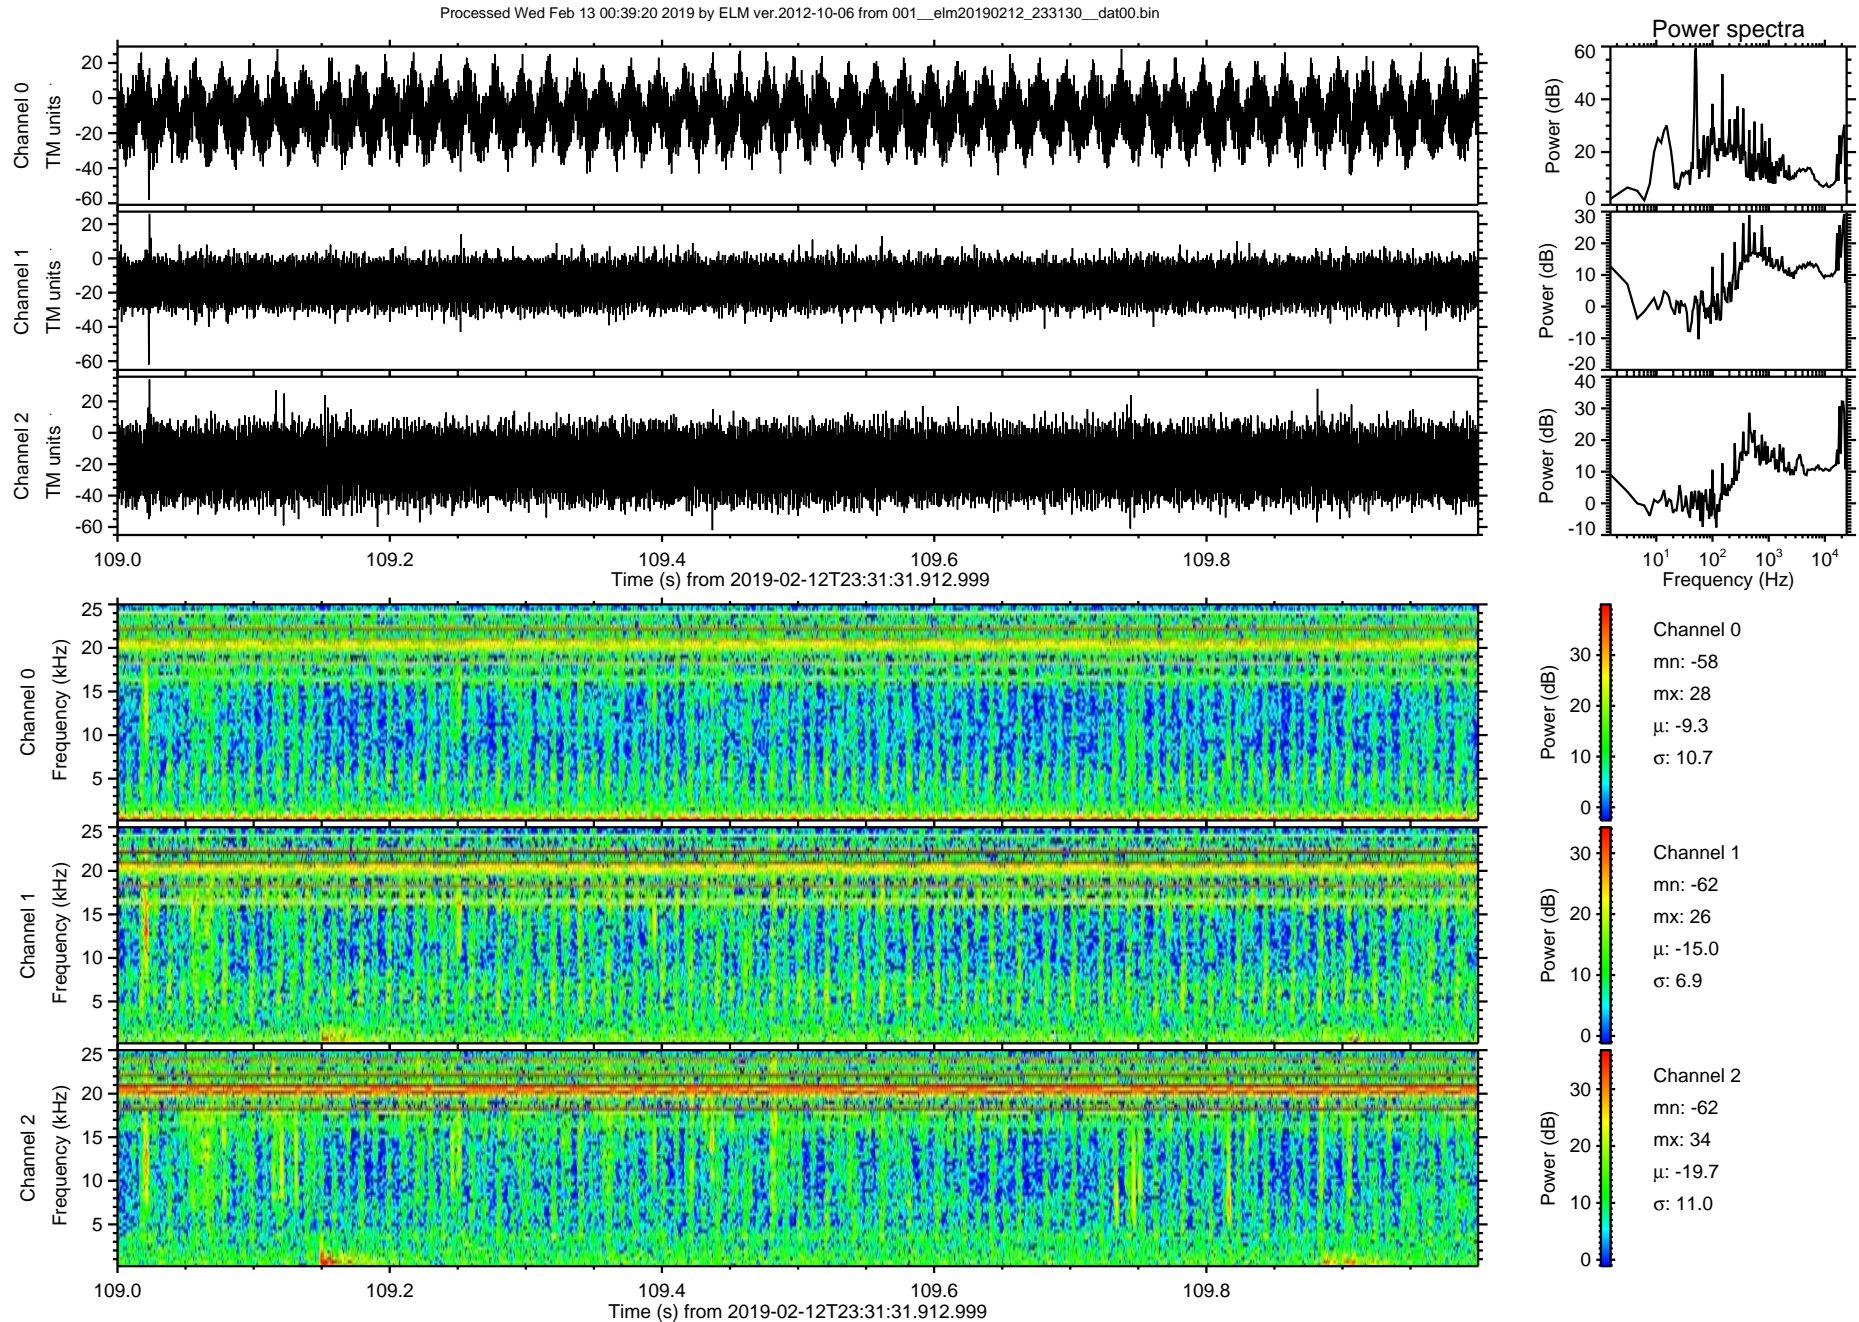 Processed Wed Feb 13 00:39:20 2019 by ELM ver.2012-10-06 from 001__elm20190212_233130__dat00.bin
Power spectra
Channel 0
TM units
20
0
-20
-40
-60
Power (dB)
60
40
20
0
Channel 1
TM units
20
0
-20
-40
-60
Power (dB)
30
20
10
0
-10
-20
Channel 2
TM units
20
0
-20
-40
-60
Power (dB)
40
30
20
10
0
-10
109.0 109.2 109.4 109.6 109.8
Time (s) from 2019-02-12T23:31:31.912.999
10^1 10^2 10^3 10^4
Frequency (Hz)
Channel 0
Frequency (kHz)
25
20
15
10
5
Power (dB)
30
20
10
0
Channel 0
mn: -58
mx: 28
μ: -9.3
σ: 10.7
Channel 1
Frequency (kHz)
25
20
15
10
5
Power (dB)
30
20
10
0
Channel 1
mn: -62
mx: 26
μ: -15.0
σ: 6.9
Channel 2
Frequency (kHz)
25
20
15
10
5
Power (dB)
30
20
10
0
Channel 2
mn: -62
mx: 34
μ: -19.7
σ: 11.0
109.0 109.2 109.4 109.6 109.8
Time (s) from 2019-02-12T23:31:31.912.999